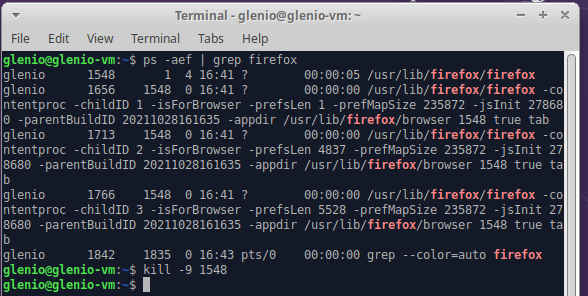 Terminal - glenio@glenio-vm: ~
File Edit View Terminal Tabs Help
glenio@glenio-vm:~$ ps -aef | grep firefox
glenio 1548 1 4 16:41 ? 00:00:05 /usr/lib/firefox/firefox
glenio 1656 1548 0 16:41 ? 00:00:00 /usr/lib/firefox/firefox -co
ntentproc -childID 1 -isForBrowser -prefsLen 1 -prefMapSize 235872 -jsInit 27868
0 -parentBuildID 20211028161635 -appdir /usr/lib/firefox/browser 1548 true tab
glenio 1713 1548 0 16:41 ? 00:00:00 /usr/lib/firefox/firefox -co
ntentproc -childID 2 -isForBrowser -prefsLen 4837 -prefMapSize 235872 -jsInit 27
8680 -parentBuildID 20211028161635 -appdir /usr/lib/firefox/browser 1548 true ta
b
glenio 1766 1548 0 16:41 ? 00:00:00 /usr/lib/firefox/firefox -co
ntentproc -childID 3 -isForBrowser -prefsLen 5528 -prefMapSize 235872 -jsInit 27
8680 -parentBuildID 20211028161635 -appdir /usr/lib/firefox/browser 1548 true ta
b
glenio 1842 1835 0 16:43 pts/0 00:00:00 grep --color=auto firefox
glenio@glenio-vm:~$ kill -9 1548
glenio@glenio-vm:~$